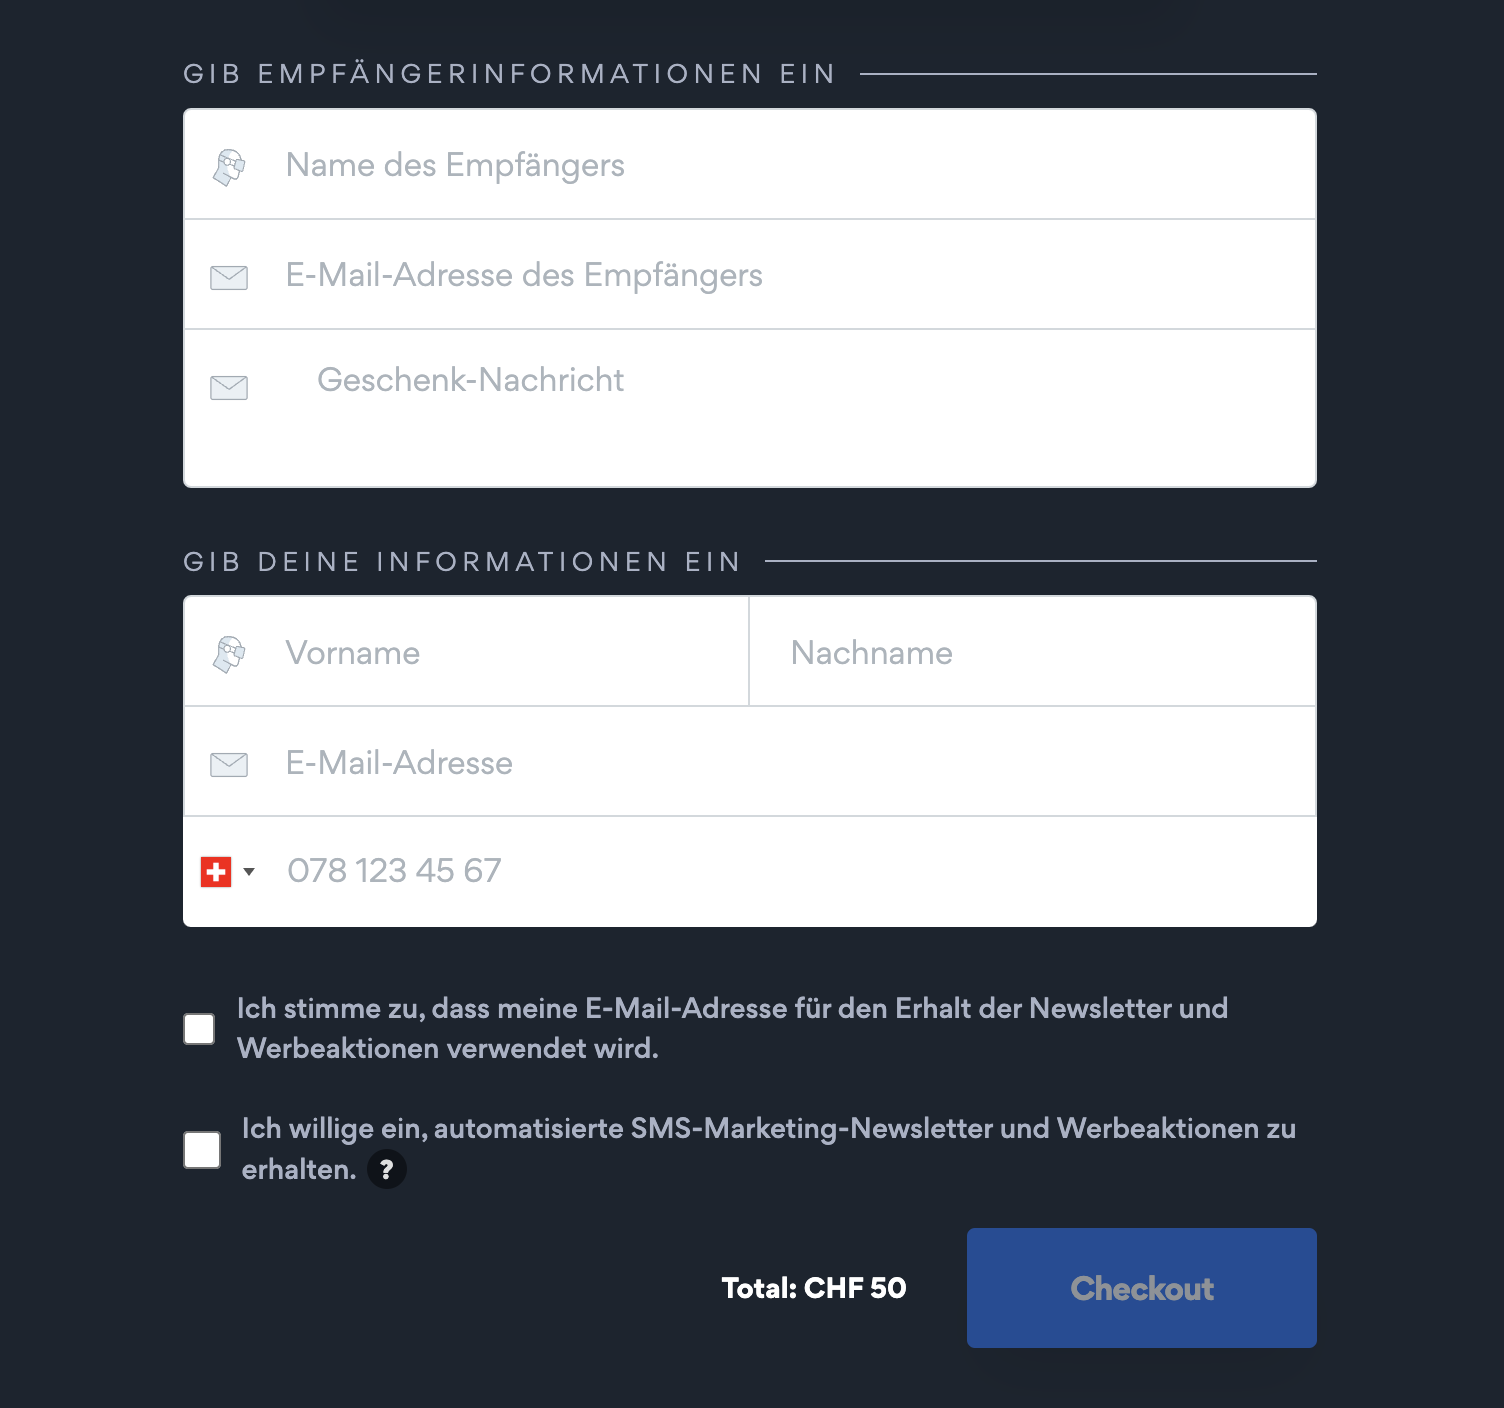 GIB EMPFÄNGERINFORMATIONEN EIN
Name des Empfängers
E-Mail-Adresse des Empfängers
Geschenk-Nachricht
GIB DEINE INFORMATIONEN EIN
Vorname
Nachname
E-Mail-Adresse
078 123 45 67
Ich stimme zu, dass meine E-Mail-Adresse für den Erhalt der Newsletter und
Werbeaktionen verwendet wird.
Ich willige ein, automatisierte SMS-Marketing-Newsletter und Werbeaktionen zu
erhalten. ?
Total: CHF 50
Checkout